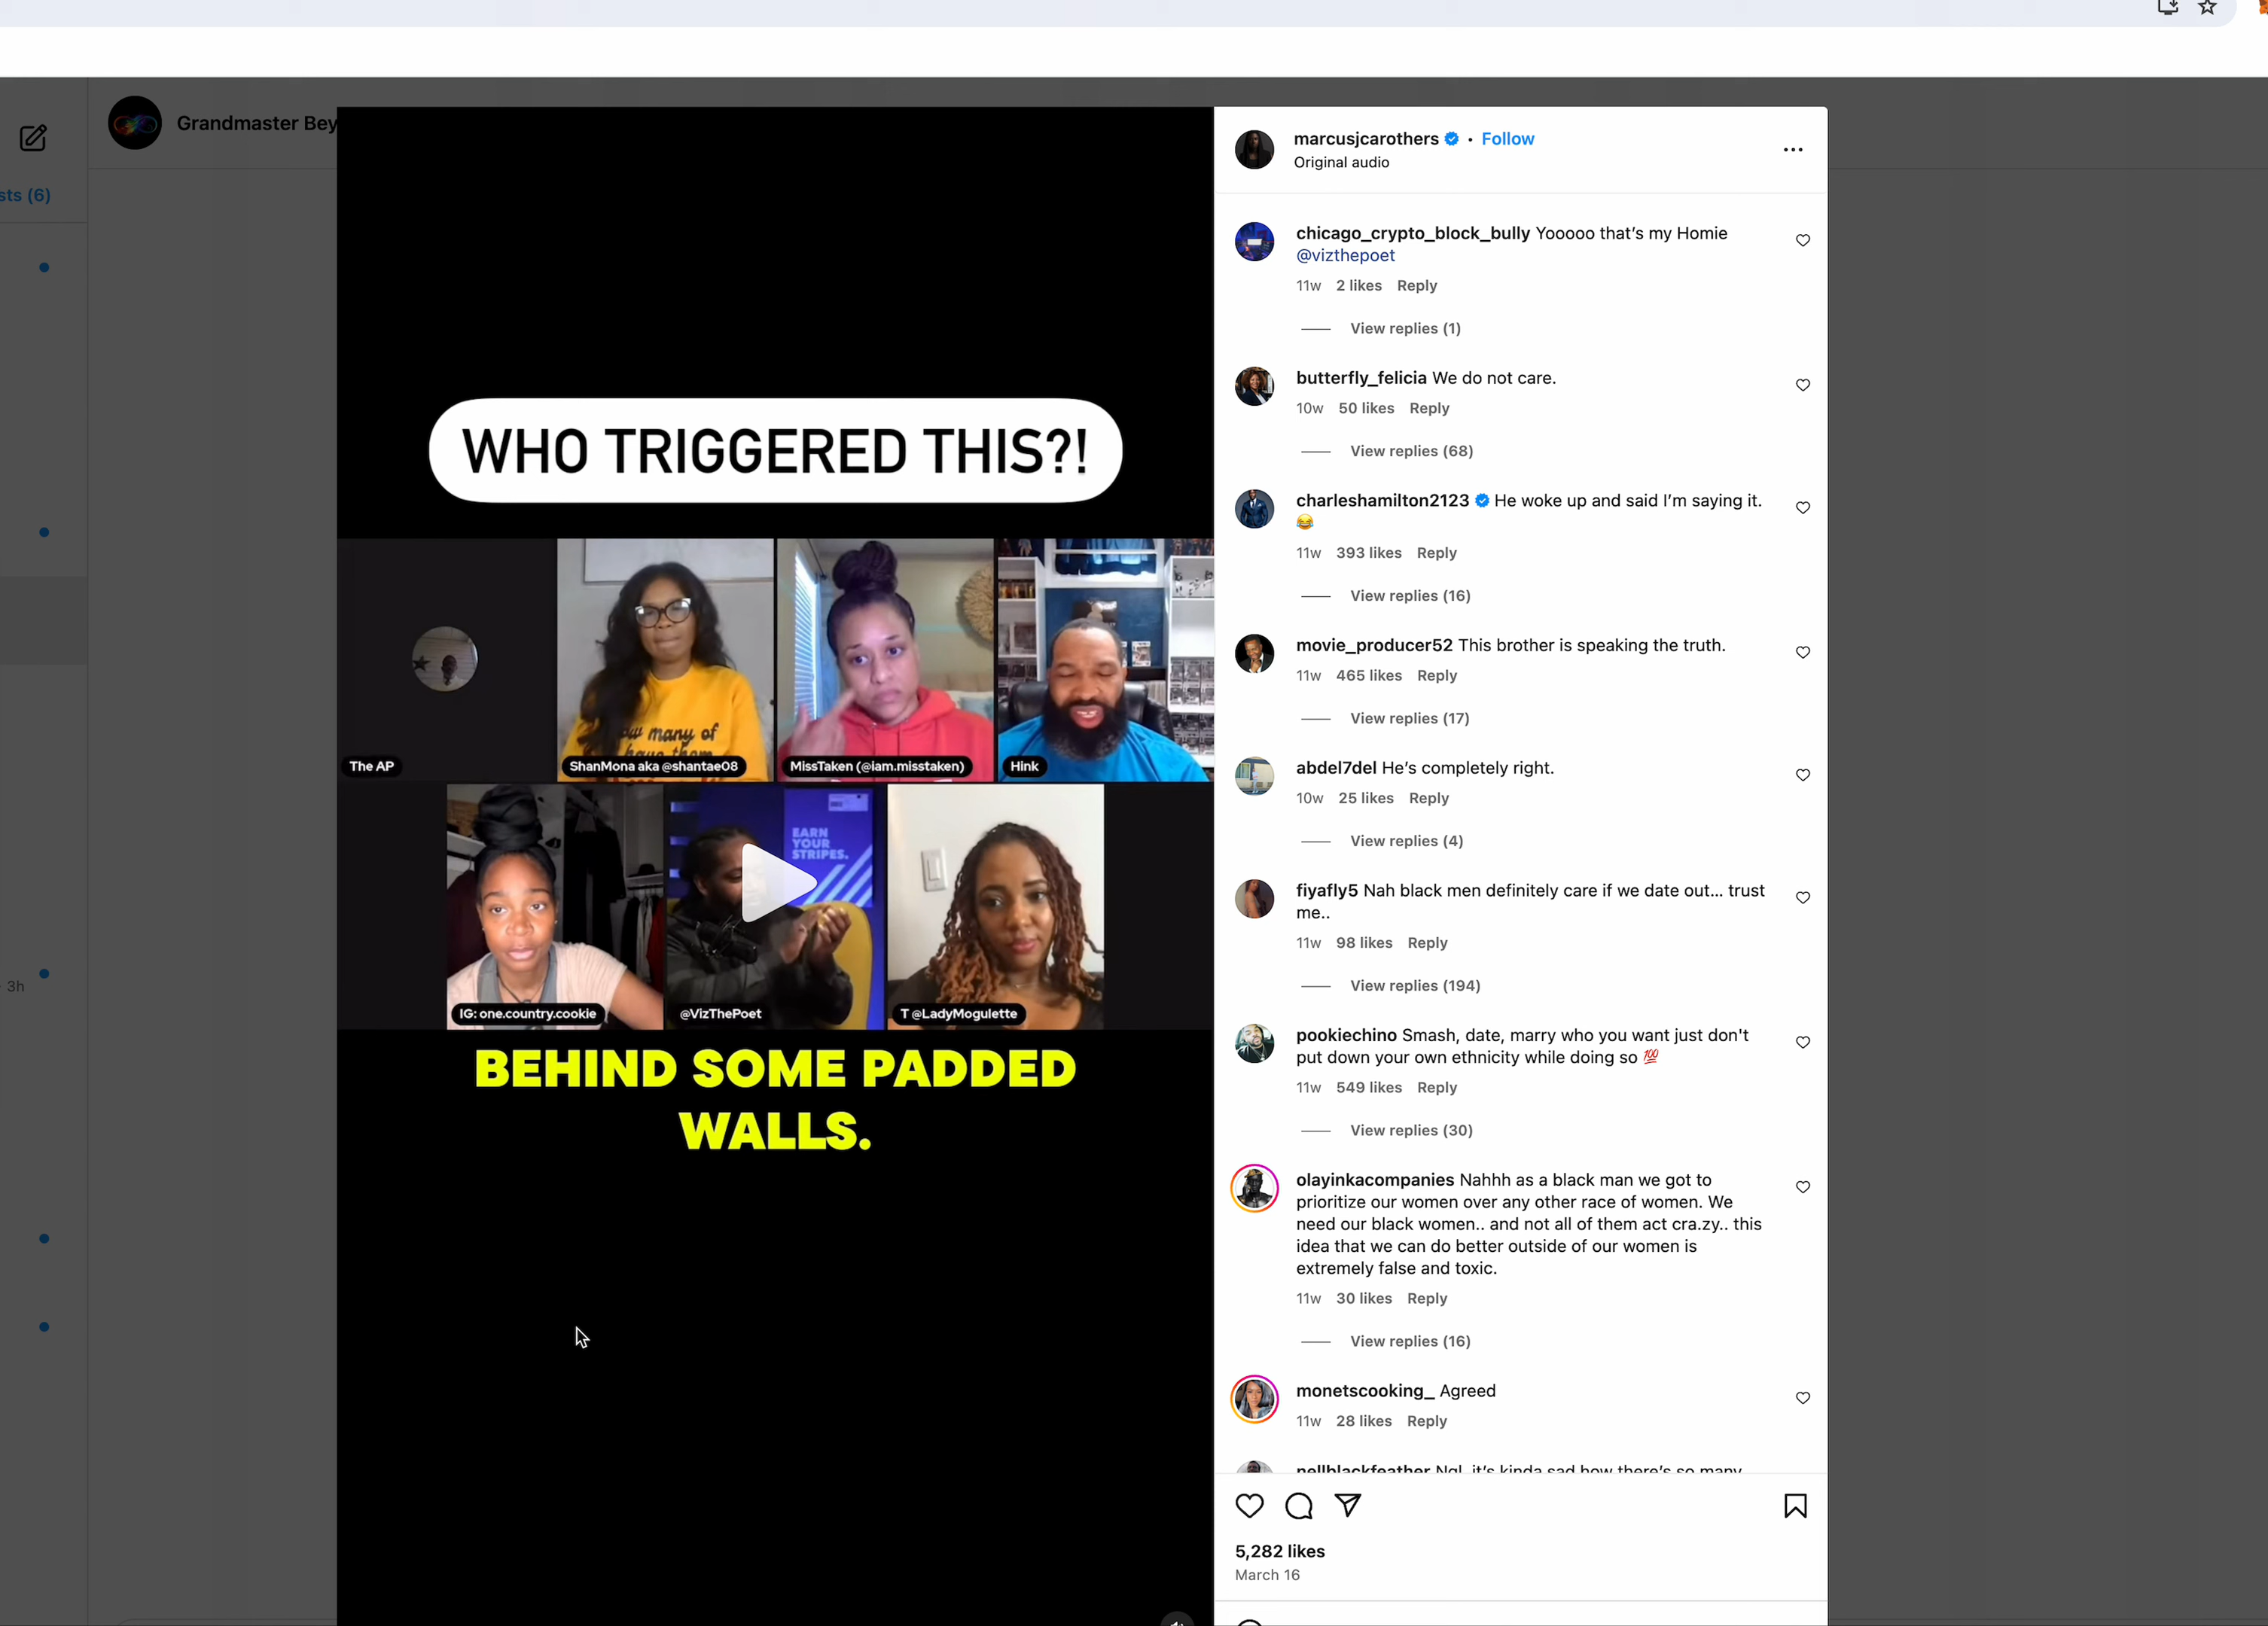 Grandmaster Bey
sts (6)
3h
WHO TRIGGERED THIS?!
The AP
ShanMona aka @shantae08
MissTaken (@iam.misstaken)
Hink
many of
have them
EARN
YOUR
STRIPES.
IG: one.country.cookie
@VizThePoet
T @LadyMogulette
BEHIND SOME PADDED
WALLS.
marcusjcarothers • Follow
Original audio
chicago_crypto_block_bully Yooooo that’s my Homie
@vizthepoet
11w 2 likes Reply
View replies (1)
butterfly_felicia We do not care.
10w 50 likes Reply
View replies (68)
charleshamilton2123 He woke up and said I’m saying it.
😂
11w 393 likes Reply
View replies (16)
movie_producer52 This brother is speaking the truth.
11w 465 likes Reply
View replies (17)
abdel7del He’s completely right.
10w 25 likes Reply
View replies (4)
fiyafly5 Nah black men definitely care if we date out... trust
me..
11w 98 likes Reply
View replies (194)
pookiechino Smash, date, marry who you want just don't
put down your own ethnicity while doing so 💯
11w 549 likes Reply
View replies (30)
olayinkacompanies Nahhh as a black man we got to
prioritize our women over any other race of women. We
need our black women.. and not all of them act cra.zy.. this
idea that we can do better outside of our women is
extremely false and toxic.
11w 30 likes Reply
View replies (16)
monetscooking_ Agreed
11w 28 likes Reply
nellblackfeather Ngl, it’s kinda sad how there’s so many
5,282 likes
March 16